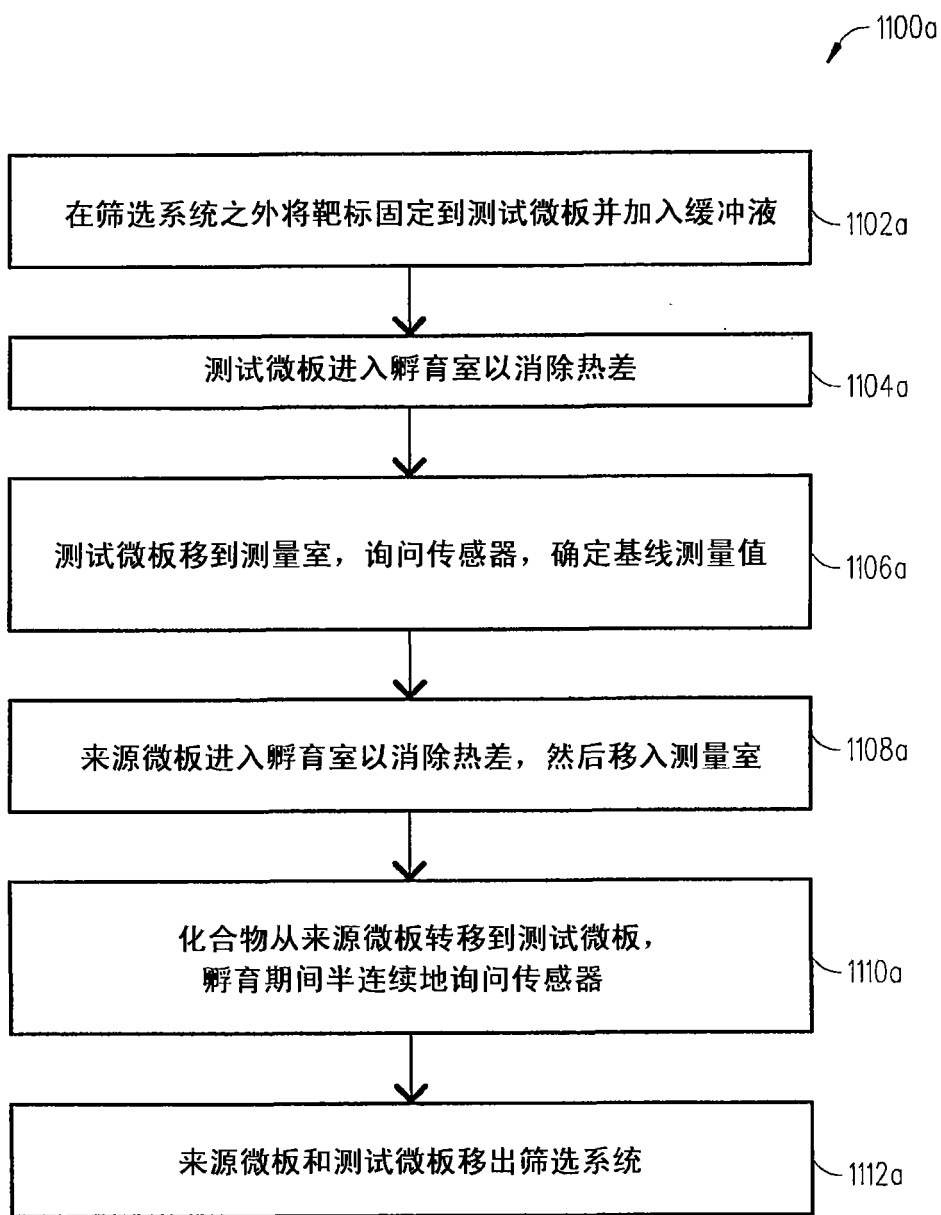 1100a
在筛选系统之外将靶标固定到测试微板并加入缓冲液
1102a
测试微板进入孵育室以消除热差
1104a
测试微板移到测量室，询问传感器，确定基线测量值
1106a
来源微板进入孵育室以消除热差，然后移入测量室
1108a
化合物从来源微板转移到测试微板，
孵育期间半连续地询问传感器
1110a
来源微板和测试微板移出筛选系统
1112a